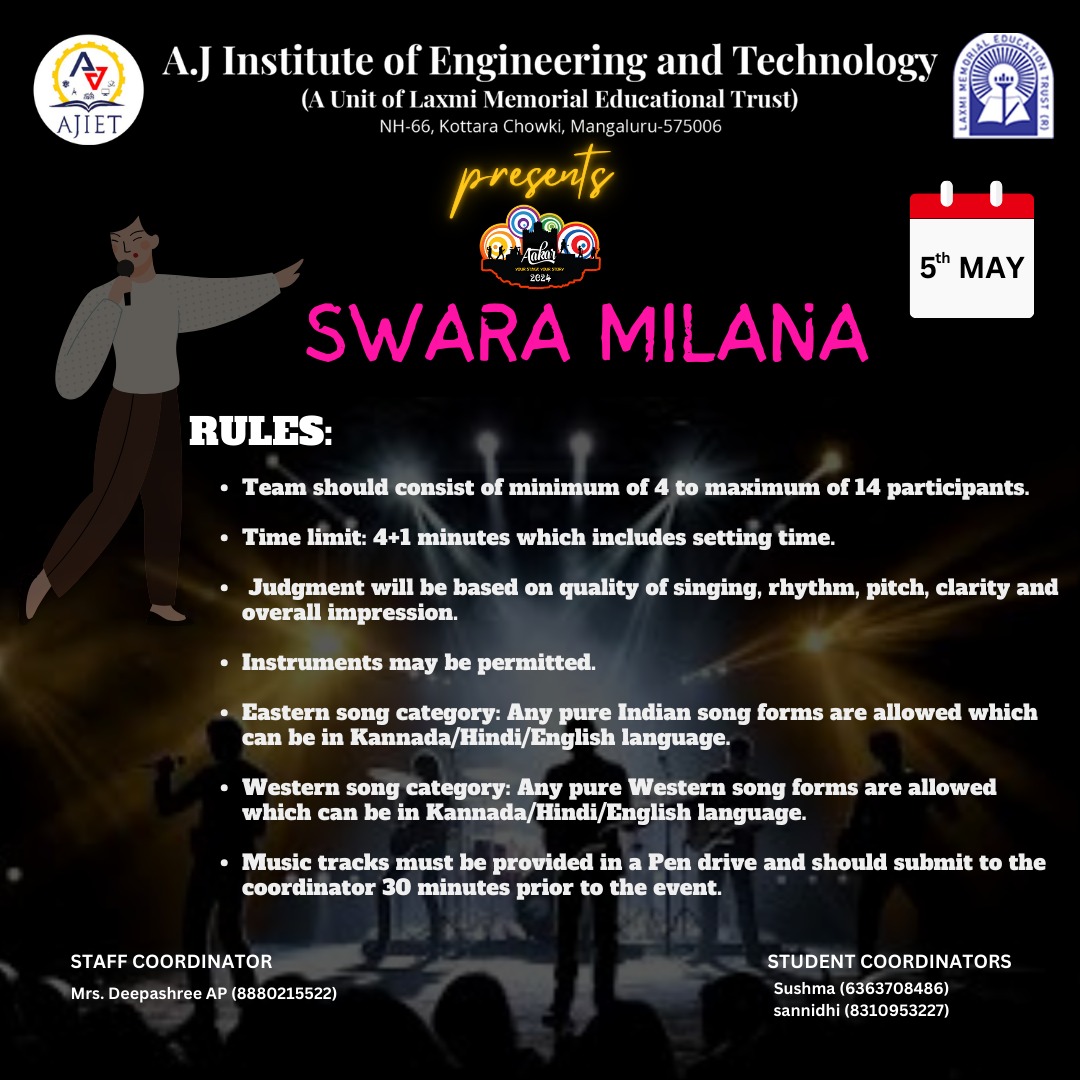 A.J Institute of Engineering and Technology
(A Unit of Laxmi Memorial Educational Trust)
NH-66, Kottara Chowki, Mangaluru-575006
AJIET
LAXMI MEMORIAL EDUCATION TRUST (R)
presents
Aakar
YOUR STAGE YOUR STORY
2024
5th MAY
SWARA MILANA
RULES:
• Team should consist of minimum of 4 to maximum of 14 participants.
• Time limit: 4+1 minutes which includes setting time.
• Judgment will be based on quality of singing, rhythm, pitch, clarity and
overall impression.
• Instruments may be permitted.
• Eastern song category: Any pure Indian song forms are allowed which
can be in Kannada/Hindi/English language.
• Western song category: Any pure Western song forms are allowed
which can be in Kannada/Hindi/English language.
• Music tracks must be provided in a Pen drive and should submit to the
coordinator 30 minutes prior to the event.
STAFF COORDINATOR
Mrs. Deepashree AP (8880215522)
STUDENT COORDINATORS
Sushma (6363708486)
sannidhi (8310953227)